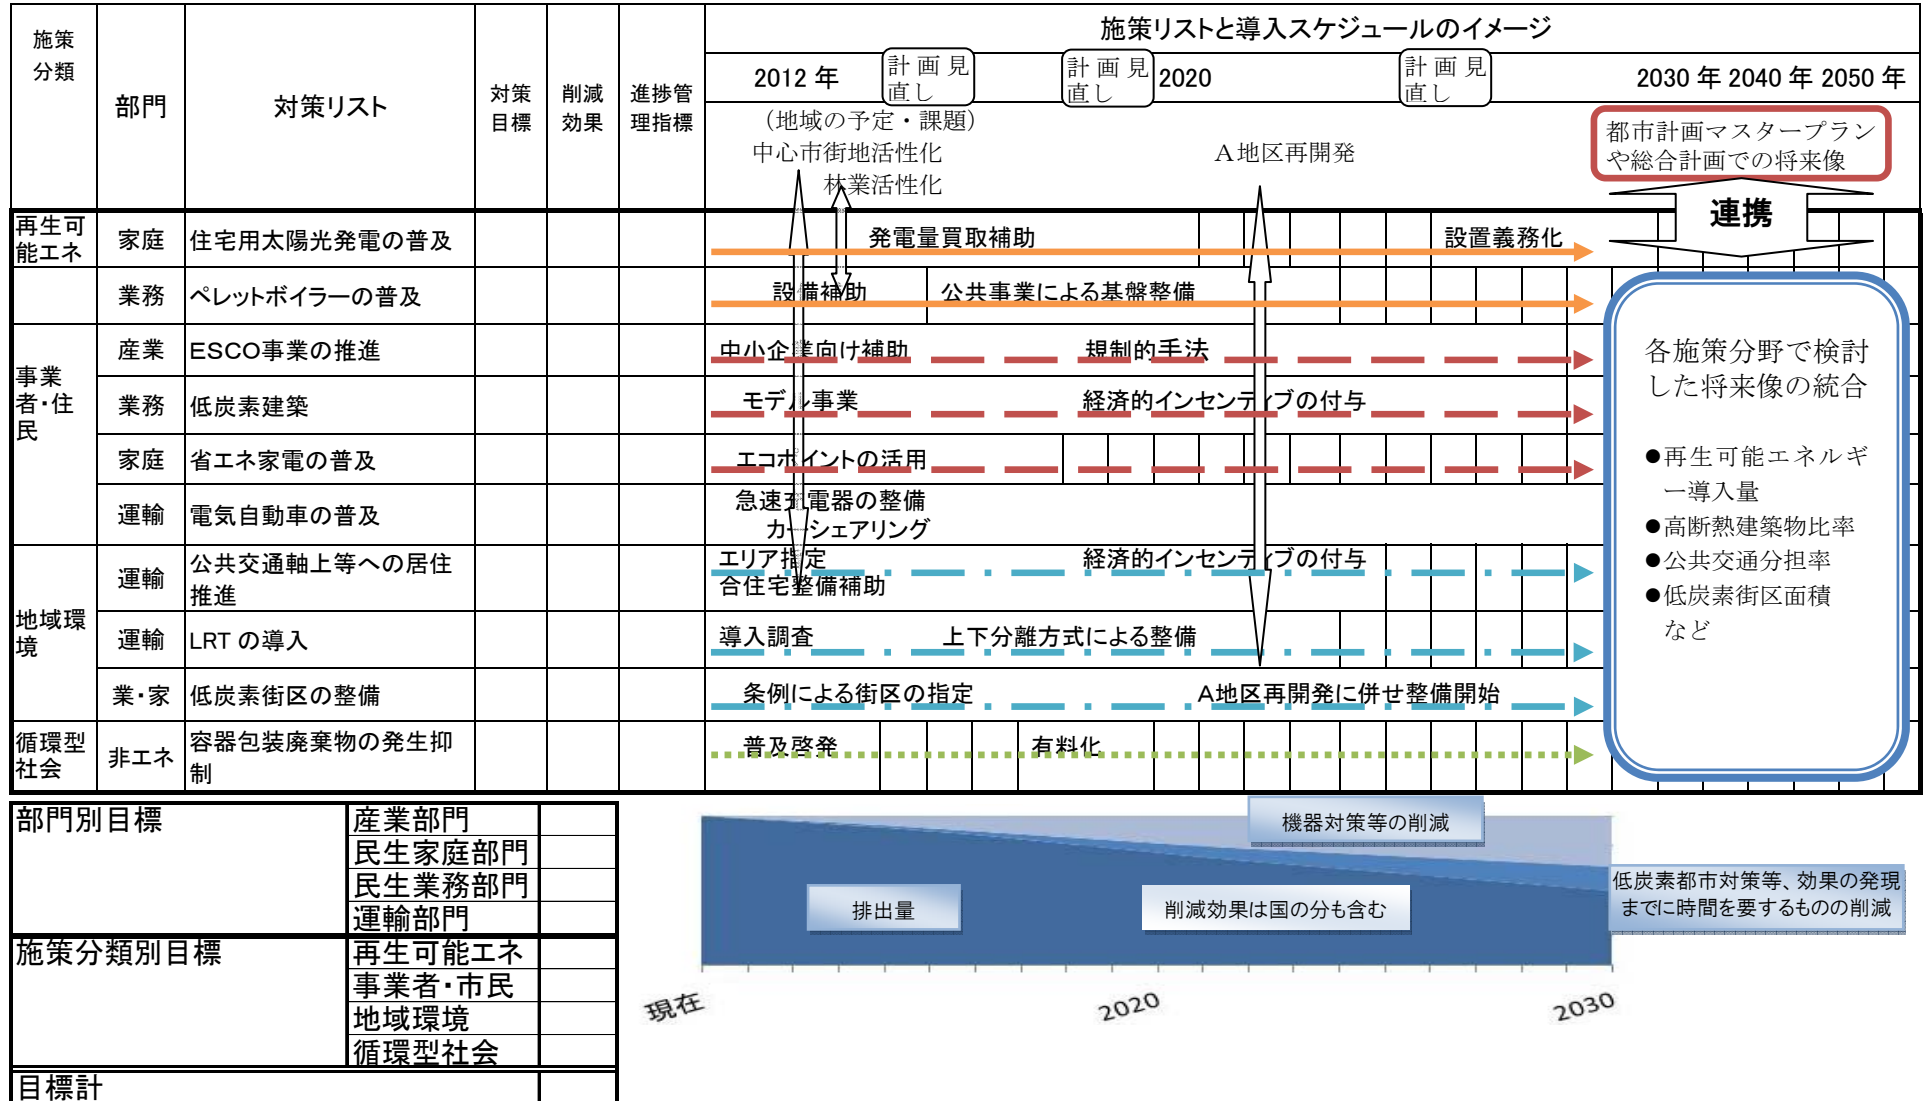 施策
分類
部門
対策リスト
対策
目標
削減
効果
進捗管
理指標
施策リストと導入スケジュールのイメージ
2012 年
計 画 見
直し
計 画 見
直し
2020
計 画 見
直し
2030 年 2040 年 2050 年
（地域の予定・課題）
中心市街地活性化
林業活性化
A地区再開発
都市計画マスタープラン
や総合計画での将来像
連携
再生可
能エネ
家庭
住宅用太陽光発電の普及
発電量買取補助
設置義務化
業務
ペレットボイラーの普及
設備補助
公共事業による基盤整備
事業
者・住
民
産業
ESCO事業の推進
中小企業向け補助
規制的手法
業務
低炭素建築
モデル事業
経済的インセンティブの付与
家庭
省エネ家電の普及
エコポイントの活用
運輸
電気自動車の普及
急速充電器の整備
カーシェアリング
地域環
境
運輸
公共交通軸上等への居住
推進
エリア指定
合住宅整備補助
経済的インセンティブの付与
運輸
LRT の導入
導入調査
上下分離方式による整備
業・家
低炭素街区の整備
条例による街区の指定
A地区再開発に併せ整備開始
循環型
社会
非エネ
容器包装廃棄物の発生抑
制
普及啓発
有料化
各施策分野で検討
した将来像の統合
●再生可能エネルギ
ー導入量
●高断熱建築物比率
●公共交通分担率
●低炭素街区面積
など
部門別目標
産業部門
民生家庭部門
民生業務部門
運輸部門
施策分類別目標
再生可能エネ
事業者・市民
地域環境
循環型社会
目標計
機器対策等の削減
低炭素都市対策等、効果の発現
までに時間を要するものの削減
排出量
削減効果は国の分も含む
現在
2020
2030